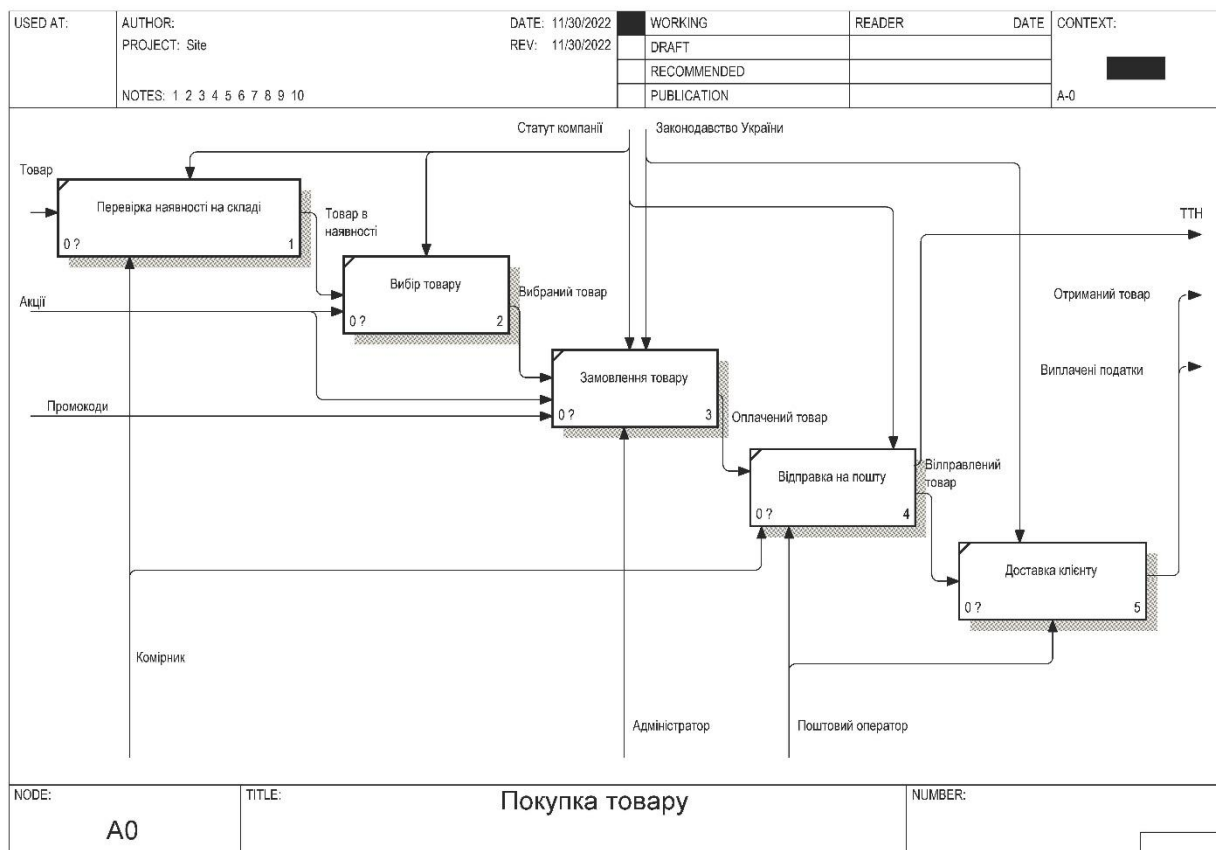 USED AT:
AUTHOR:
DATE: 11/30/2022
PROJECT: Site
REV: 11/30/2022
NOTES: 1 2 3 4 5 6 7 8 9 10
WORKING
DRAFT
RECOMMENDED
PUBLICATION
READER
DATE
CONTEXT:
A-0
Статут компанії
Законодавство України
Товар
Перевірка наявності на складі
0 ?
1
Товар в
наявності
ТТН
Акції
Вибір товару
0 ?
2
Вибраний товар
Отриманий товар
Виплачені податки
Замовлення товару
0 ?
3
Промокоди
Оплачений товар
Відправка на пошту
0 ?
4
Вілправлений
товар
Доставка клієнту
0 ?
5
Комірник
Адміністратор
Поштовий оператор
NODE:
A0
TITLE:
Покупка товару
NUMBER: